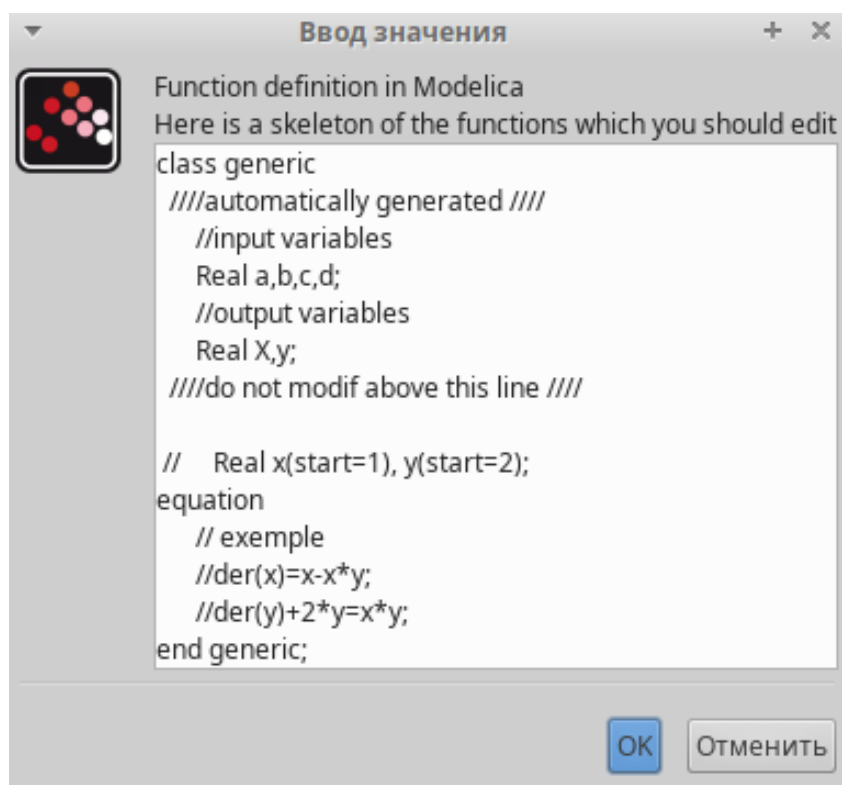 Ввод значения
Function definition in Modelica
Here is a skeleton of the functions which you should edit
class generic
////automatically generated ////
//input variables
Real a,b,c,d;
//output variables
Real X,y;
////do not modif above this line ////
// Real x(start=1), y(start=2);
equation
// exemple
//der(x)=x-x*y;
//der(y)+2*y=x*y;
end generic;
OK Отменить